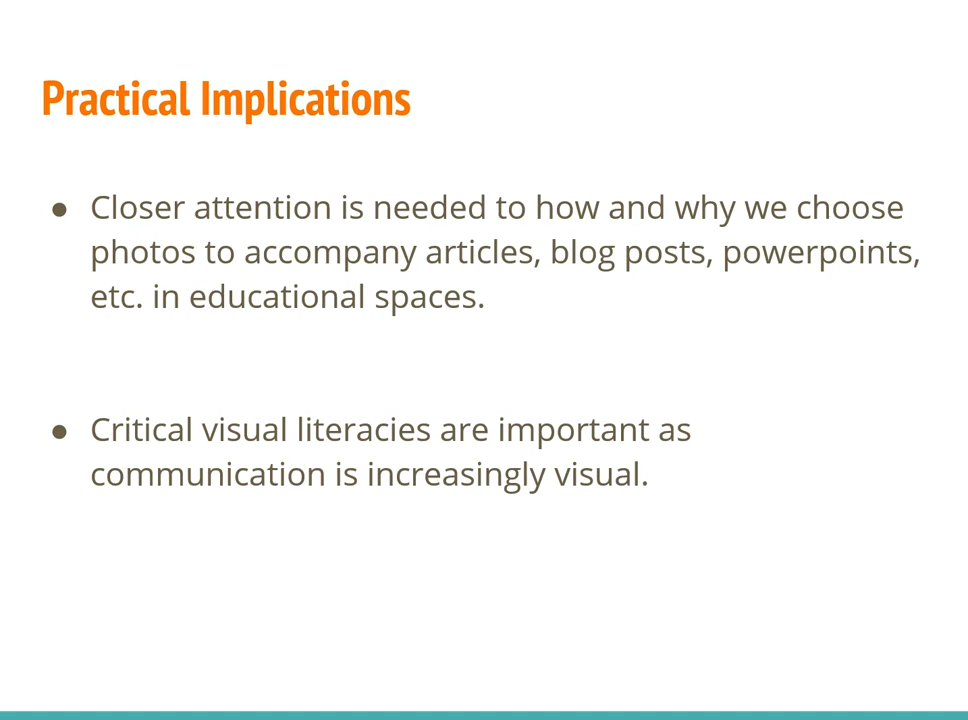 Practical Implications
● Closer attention is needed to how and why we choose
photos to accompany articles, blog posts, powerpoints,
etc. in educational spaces.
● Critical visual literacies are important as
communication is increasingly visual.